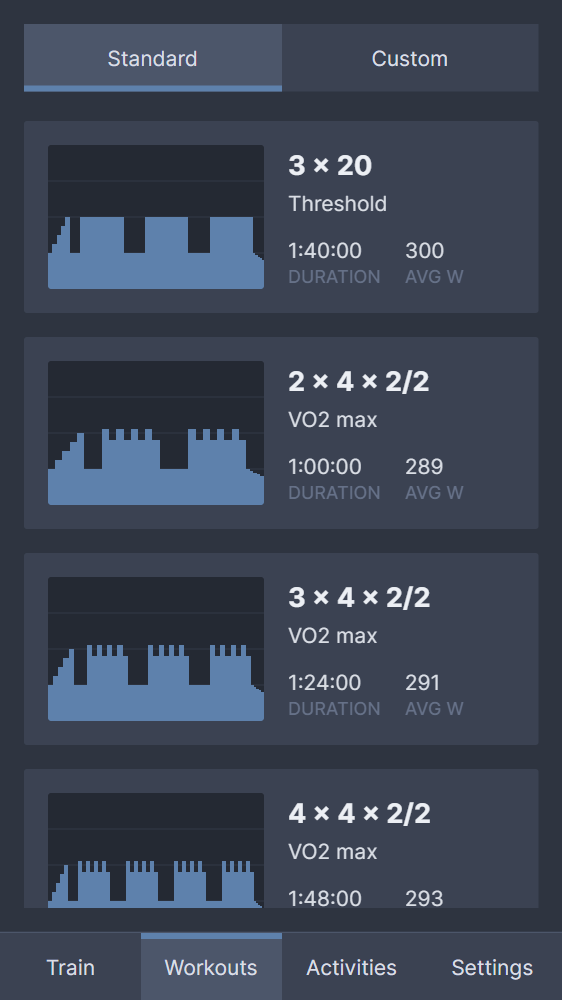 Standard Custom
3 × 20
Threshold
1:40:00 300
DURATION AVG W
2 × 4 × 2/2
VO2 max
1:00:00 289
DURATION AVG W
3 × 4 × 2/2
VO2 max
1:24:00 291
DURATION AVG W
4 × 4 × 2/2
VO2 max
1:48:00 293
Train Workouts Activities Settings